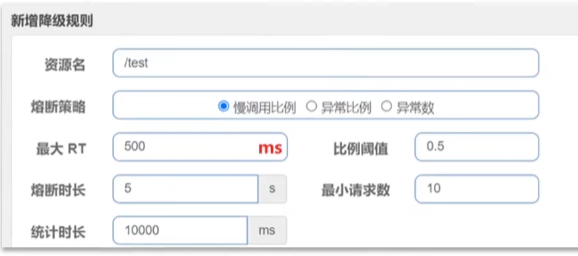 新增降级规则
资源名 /test
熔断策略 慢调用比例 异常比例 异常数
最大 RT 500 ms 比例阈值 0.5
熔断时长 5 s 最小请求数 10
统计时长 10000 ms